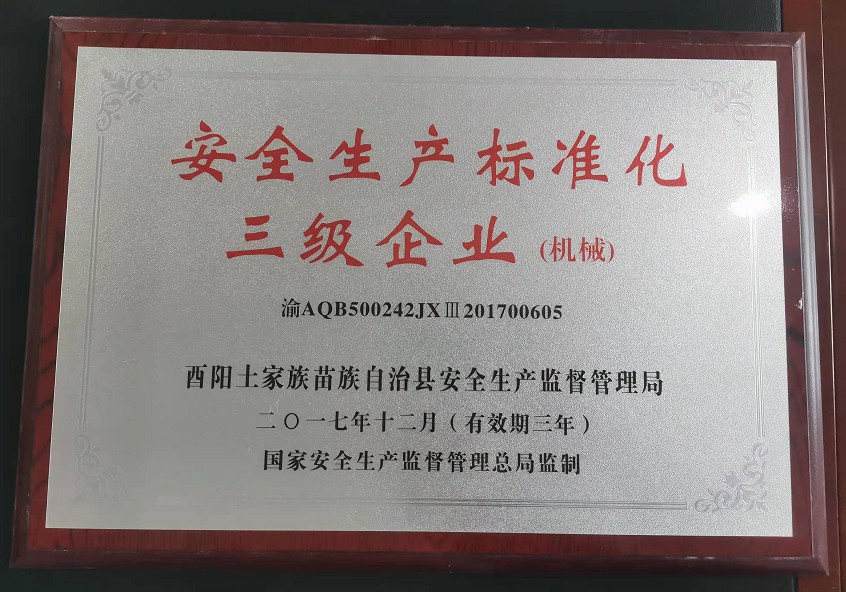 安全生产标准化
三级企业(机械)
渝AQB500242JXⅢ201700605
酉阳土家族苗族自治县安全生产监督管理局
二〇一七年十二月(有效期三年)
国家安全生产监督管理总局监制